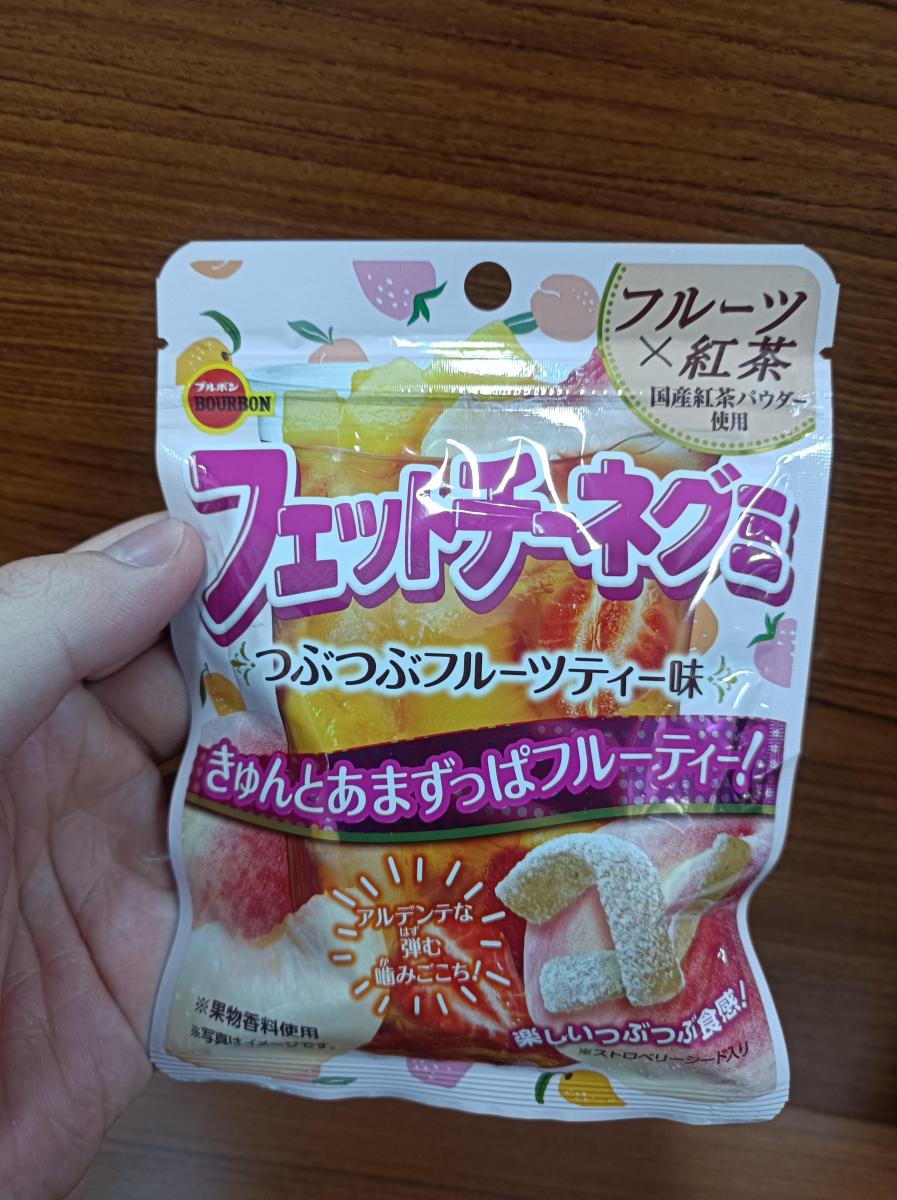 フルーツ
×紅茶
国産紅茶パウダー
使用
ブルボン
BOURBON
フェットチーネグミ
つぶつぶフルーツティー味
きゅんとあまずっぱフルーティー!
アルデンテな
はず
弾む
か
噛みごこち!
楽しいつぶつぶ食感!
※ストロベリーシード入り
※果物香料使用
※写真はイメージです。